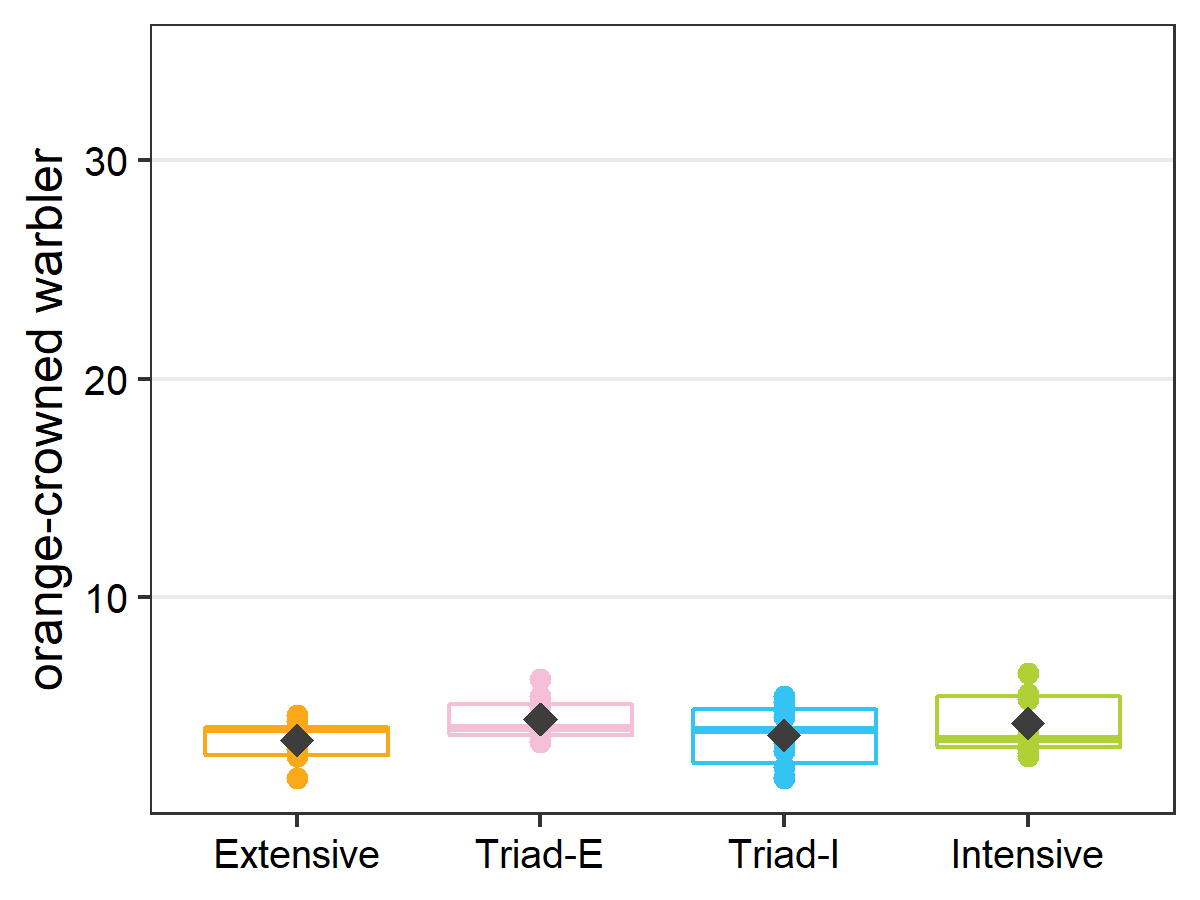 orange-crowned warbler
30
20
10
Extensive
Triad-E
Triad-I
Intensive